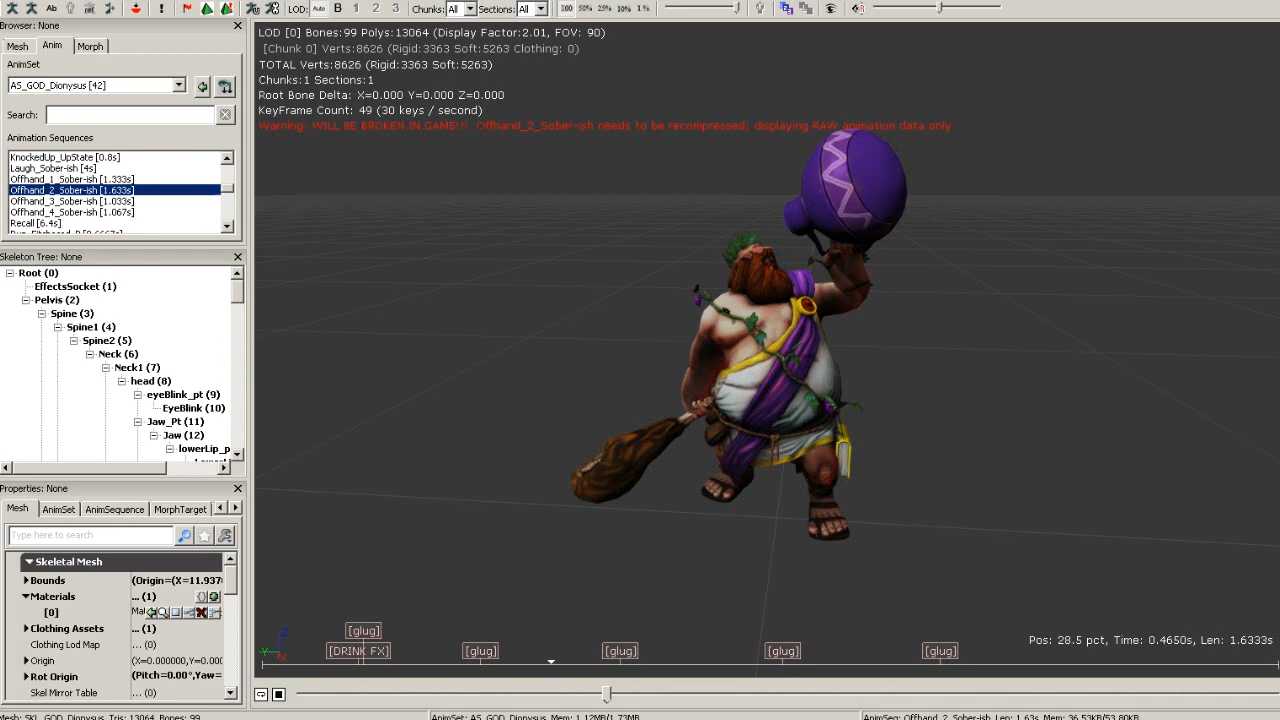 Ab LOD: Auto B 1 2 3 Chunks: All Sections: All 100 50% 25% 10% 1%
Browser: None
Mesh Anim Morph
AnimSet
AS_GOD_Dionysus [42]
Search:
Animation Sequences
KnockedUp_UpState [0.8s]
Laugh_Sober-ish [4s]
Offhand_1_Sober-ish [1.333s]
Offhand_2_Sober-ish [1.633s]
Offhand_3_Sober-ish [1.033s]
Offhand_4_Sober-ish [1.067s]
Recall [6.4s]
Skeleton Tree: None
Root (0)
EffectsSocket (1)
Pelvis (2)
Spine (3)
Spine1 (4)
Spine2 (5)
Neck (6)
Neck1 (7)
head (8)
eyeBlink_pt (9)
EyeBlink (10)
Jaw_Pt (11)
Jaw (12)
lowerLip_p
Properties: None
Mesh AnimSet AnimSequence MorphTarget
Type here to search
Skeletal Mesh
Bounds (Origin=(X=11.937
Materials ... (1)
[0] Mal
Clothing Assets ... (1)
Clothing Lod Map ... (0)
Origin (X=0.000000,Y=0.00
Rot Origin (Pitch=0.00°,Yaw=
Skel Mirror Table ... (0)
LOD [0] Bones:99 Polys:13064 (Display Factor:2.01, FOV: 90)
[Chunk 0] Verts:8626 (Rigid:3363 Soft:5263 Clothing: 0)
TOTAL Verts:8626 (Rigid:3363 Soft:5263)
Chunks:1 Sections:1
Root Bone Delta: X=0.000 Y=0.000 Z=0.000
KeyFrame Count: 49 (30 keys / second)
Warning: WILL BE BROKEN IN GAME!!! Offhand_2_Sober-ish needs to be recompressed, displaying RAW animation data only
Z
Y X
[glug]
[DRINK FX] [glug] [glug] [glug] [glug]
Pos: 28.5 pct, Time: 0.4650s, Len: 1.6333s
Mesh: SKL_GOD_Dionysus, Tris: 13064, Bones: 99 AnimSet: AS_GOD_Dionysus, Mem: 1.12MB/1.73MB AnimSeq: Offhand_2_Sober-ish, Len: 1.63s, Mem: 36.53KB/53.80KB